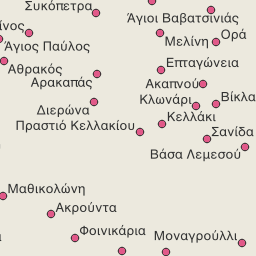 Συκόπετρα
Άγιοι Βαβατσινιάς
Ορά
Μελίνη
Άγιος Παύλος
Επταγώνεια
Αθρακός
Αρακαπάς
Ακαπνού
Κλωνάρι
Βίκλα
Διερώνα
Κελλάκι
Πραστιό Κελλακίου
Σανίδα
Βάσα Λεμεσού
Μαθικολώνη
Ακρούντα
Φοινικάρια
Μοναγρούλλι